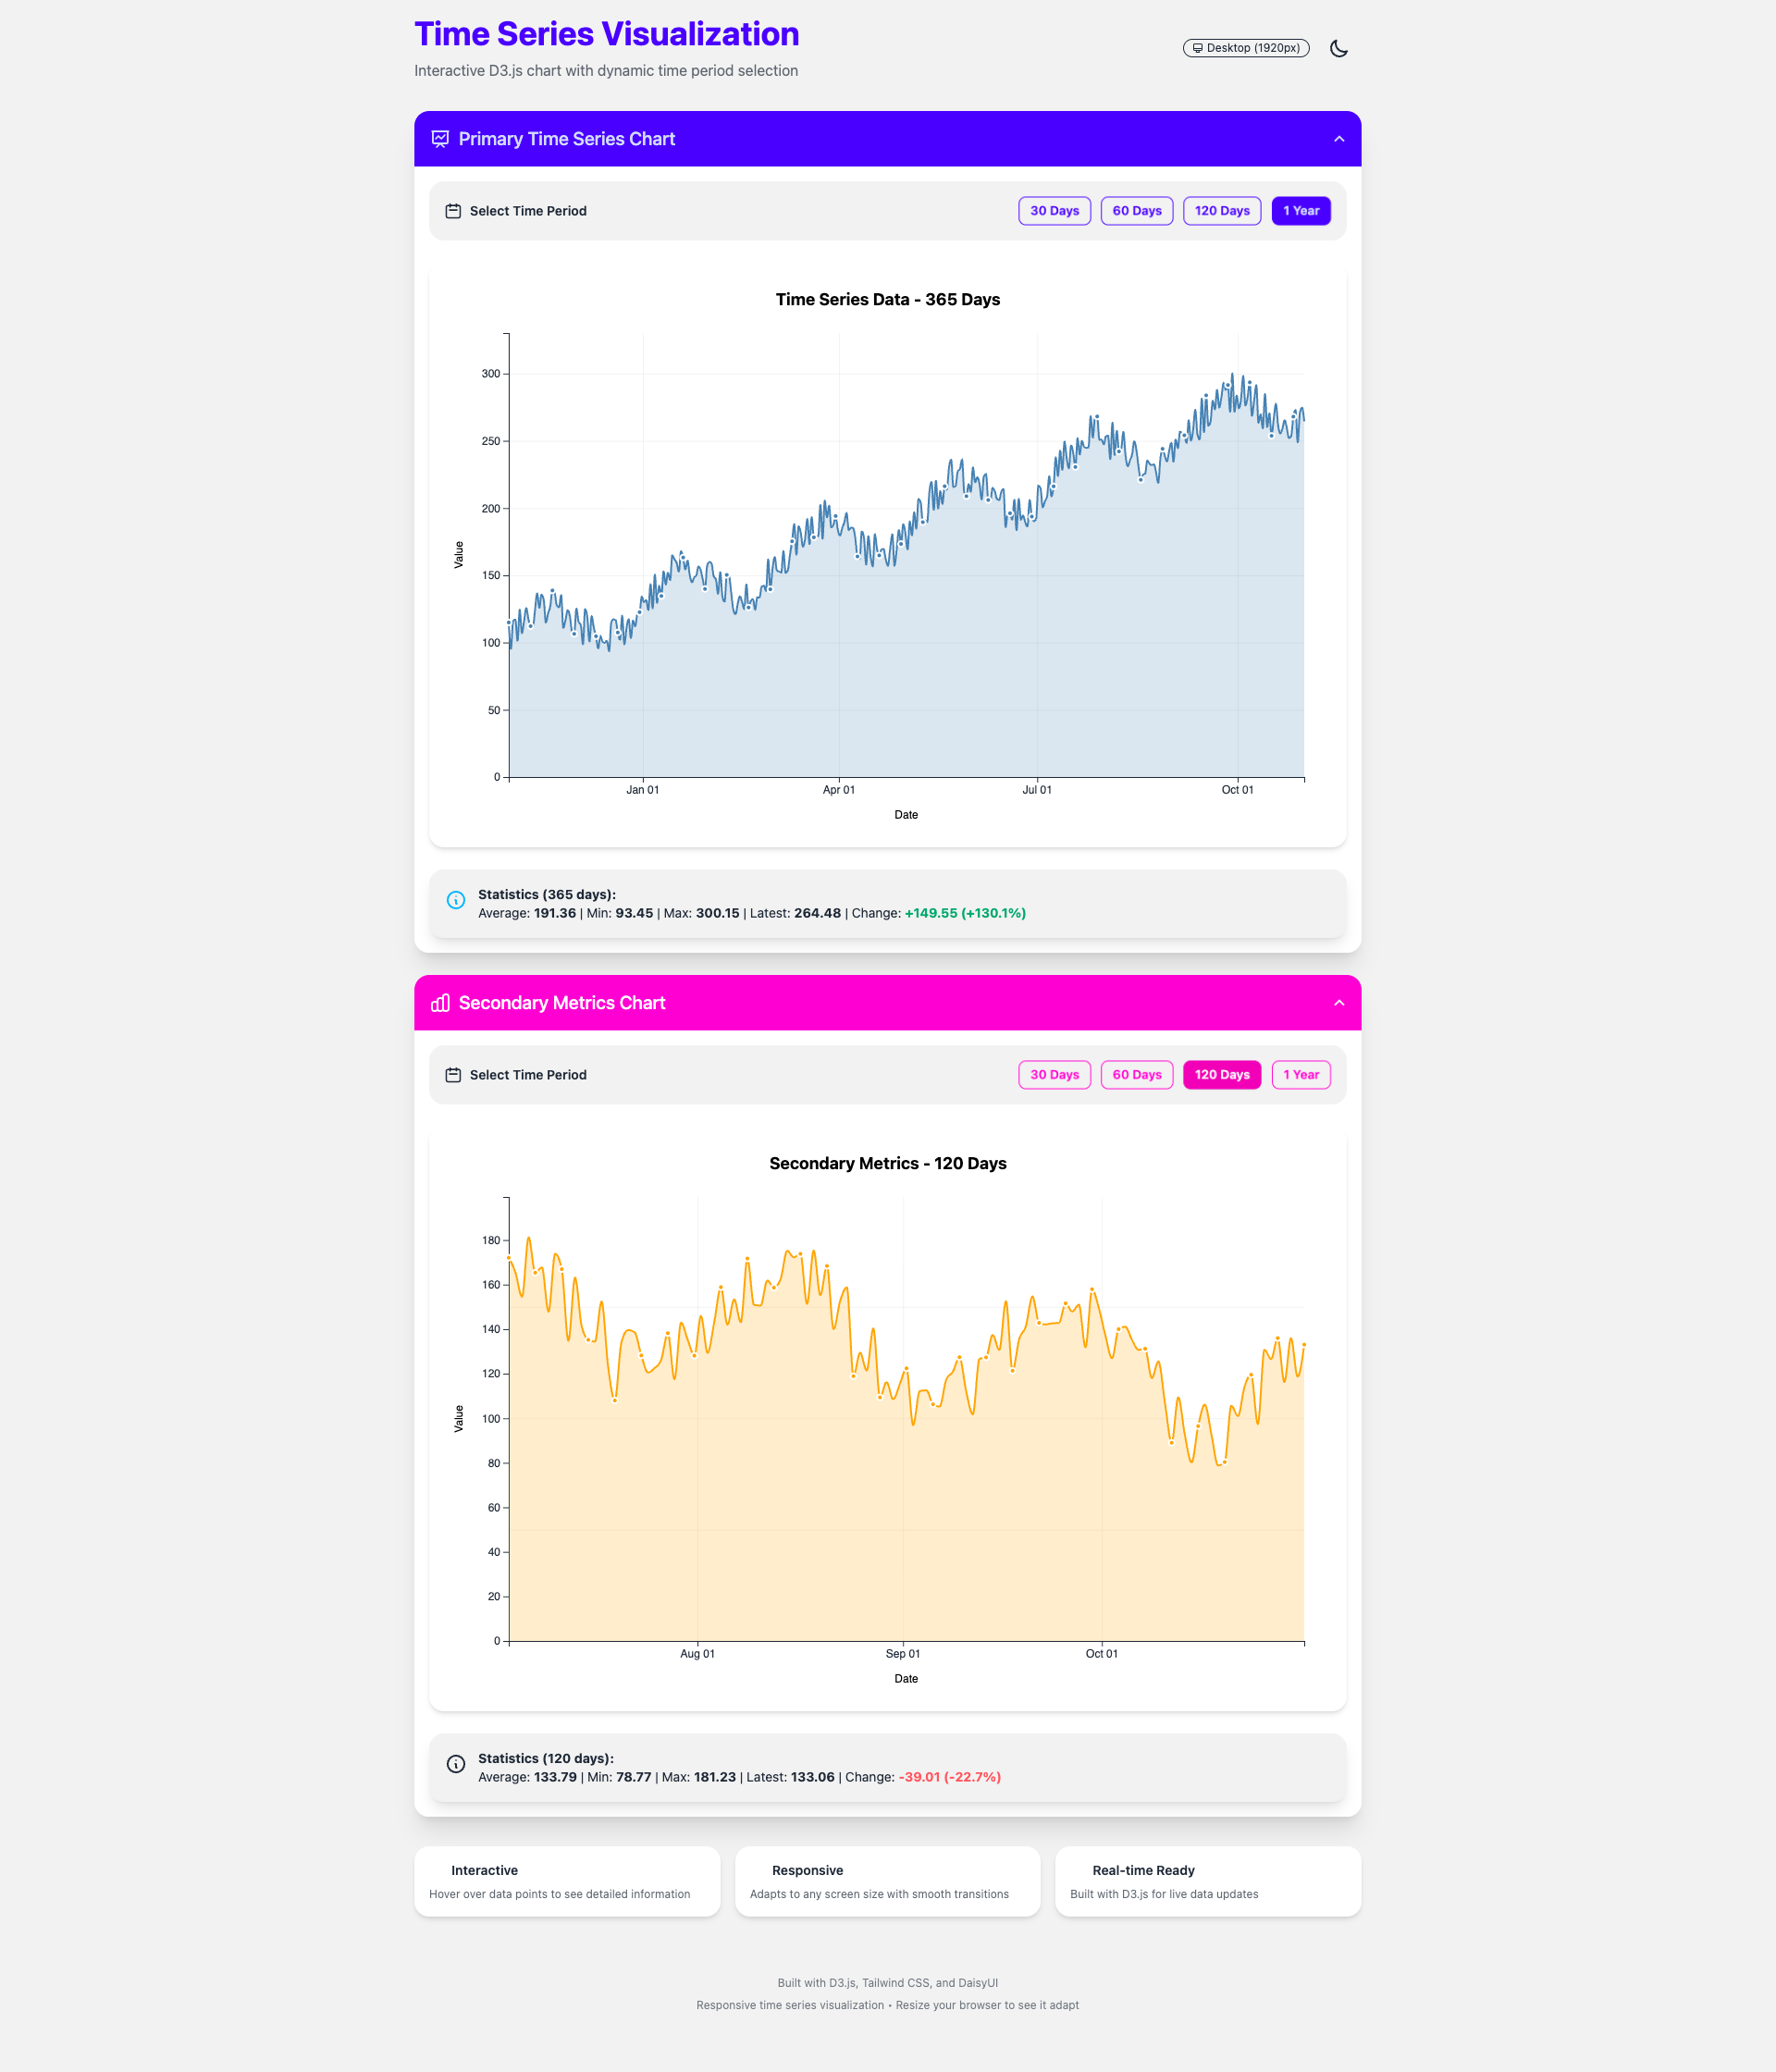 Time Series Visualization
Interactive D3.js chart with dynamic time period selection
Desktop (1920px)
Primary Time Series Chart
Select Time Period
30 Days
60 Days
120 Days
1 Year
Time Series Data - 365 Days
300
250
200
150
100
50
0
Value
Jan 01
Apr 01
Jul 01
Oct 01
Date
Statistics (365 days):
Average: 191.36 | Min: 93.45 | Max: 300.15 | Latest: 264.48 | Change: +149.55 (+130.1%)
Secondary Metrics Chart
Select Time Period
30 Days
60 Days
120 Days
1 Year
Secondary Metrics - 120 Days
180
160
140
120
100
80
60
40
20
0
Value
Aug 01
Sep 01
Oct 01
Date
Statistics (120 days):
Average: 133.79 | Min: 78.77 | Max: 181.23 | Latest: 133.06 | Change: -39.01 (-22.7%)
Interactive
Hover over data points to see detailed information
Responsive
Adapts to any screen size with smooth transitions
Real-time Ready
Built with D3.js for live data updates
Built with D3.js, Tailwind CSS, and DaisyUI
Responsive time series visualization • Resize your browser to see it adapt